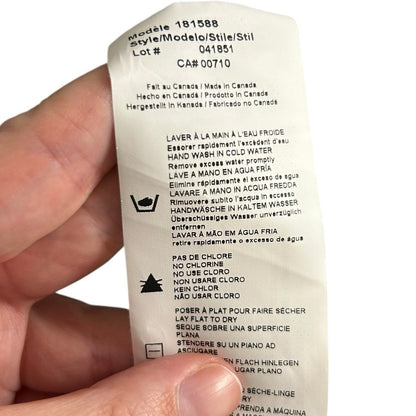 Modèle 181588
Style/Modelo/Stile/Stil
Lot # 041851
CA# 00710
Fait au Canada / Made in Canada
Hecho en Canada / Prodotto in Canada
Hergestellt in Kanada / Fabricado no Canada
LAVER À LA MAIN À L'EAU FROIDE
Essorer rapidement l'excédent d'eau
HAND WASH IN COLD WATER
Remove excess water promptly
LAVE A MANO EN AGUA FRÍA
Elimine rápidamente el exceso de agua
LAVARE A MANO IN ACQUA FREDDA
Rimuovere subito l'acqua in eccesso
HANDWÄSCHE IN KALTEM WASSER
Überschüssiges Wasser unverzüglich
entfernen
LAVAR À MÃO EM ÁGUA FRIA
retire rapidamente o excesso de água
PAS DE CHLORE
NO CHLORINE
NO USE CLORO
NO USARE CLORO
KEIN CHLOR
NÃO USAR CLORO
POSER À PLAT POUR FAIRE SÉCHER
LAY FLAT TO DRY
SEQUE SOBRE UNA SUPERFICIE
PLANA
STENDERE SU UN PIANO AD
ASCIUGARE
EN FLACH HINLEGEN
UGAR PLANO
SÈCHE-LINGE
RY